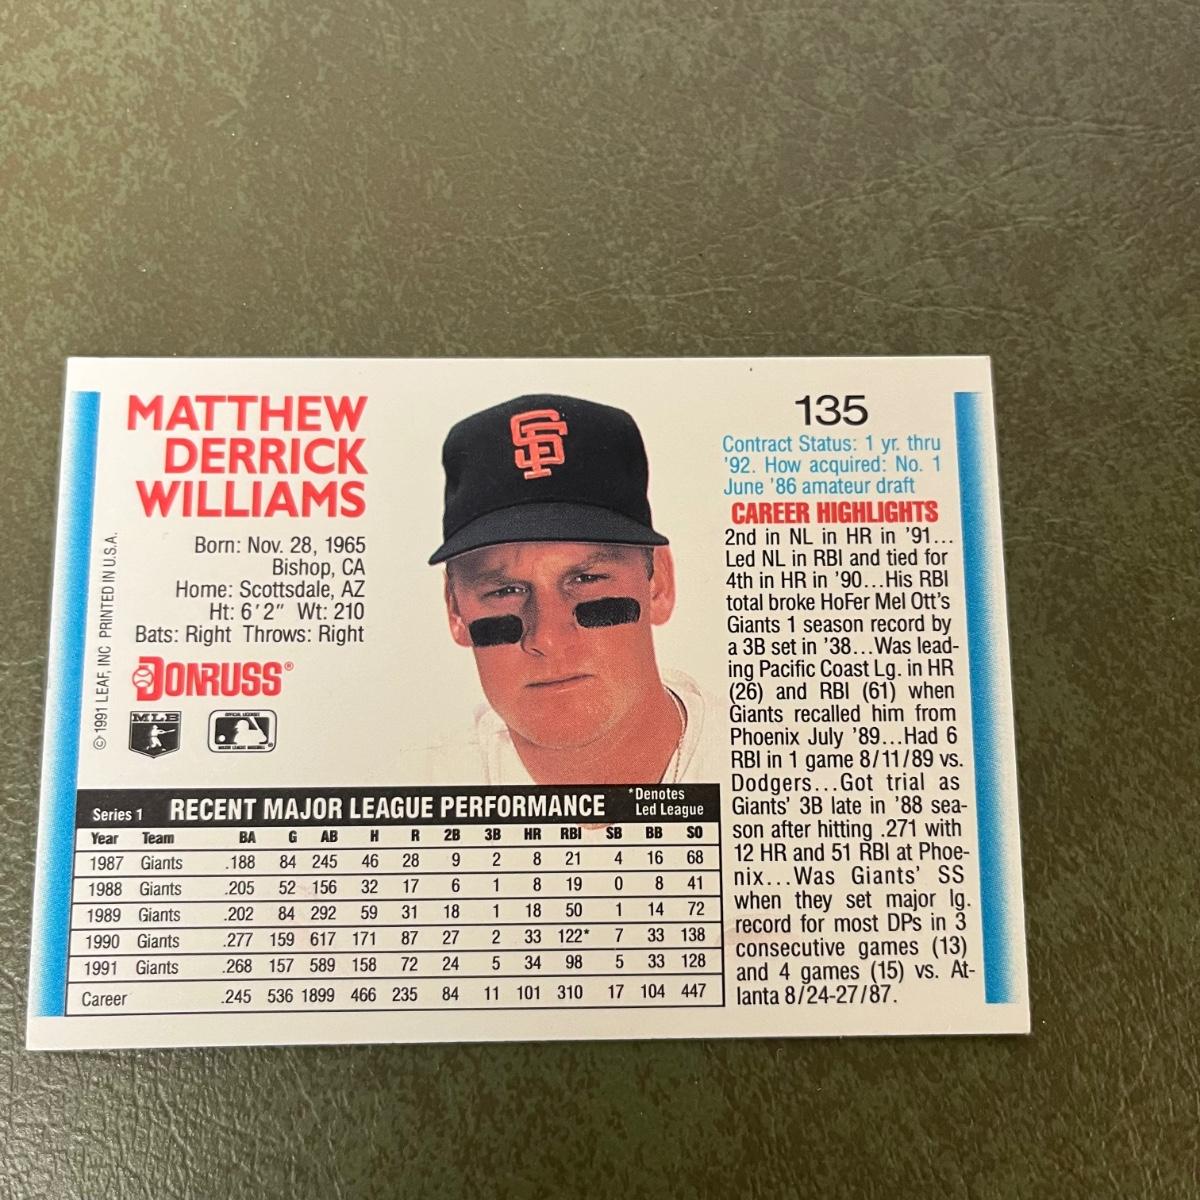 MATTHEW
DERRICK
WILLIAMS
Born: Nov. 28, 1965
Bishop, CA
Home: Scottsdale, AZ
Ht: 6'2" Wt: 210
Bats: Right Throws: Right
DONRUSS®
MLB
OFFICIAL LICENSEE
MAJOR LEAGUE BASEBALL
© 1991 LEAF, INC PRINTED IN U.S.A.
SF
135
Contract Status: 1 yr. thru
'92. How acquired: No. 1
June '86 amateur draft
CAREER HIGHLIGHTS
2nd in NL in HR in '91...
Led NL in RBI and tied for
4th in HR in '90...His RBI
total broke HoFer Mel Ott's
Giants 1 season record by
a 3B set in '38...Was lead-
ing Pacific Coast Lg. in HR
(26) and RBI (61) when
Giants recalled him from
Phoenix July '89...Had 6
RBI in 1 game 8/11/89 vs.
Dodgers...Got trial as
Giants' 3B late in '88 sea-
son after hitting .271 with
12 HR and 51 RBI at Phoe-
nix...Was Giants' SS
when they set major lg.
record for most DPs in 3
consecutive games (13)
and 4 games (15) vs. At-
lanta 8/24-27/87.
Series 1 RECENT MAJOR LEAGUE PERFORMANCE *Denotes
Led League
Year Team BA G AB H R 2B 3B HR RBI SB BB SO
1987 Giants .188 84 245 46 28 9 2 8 21 4 16 68
1988 Giants .205 52 156 32 17 6 1 8 19 0 8 41
1989 Giants .202 84 292 59 31 18 1 18 50 1 14 72
1990 Giants .277 159 617 171 87 27 2 33 122* 7 33 138
1991 Giants .268 157 589 158 72 24 5 34 98 5 33 128
Career .245 536 1899 466 235 84 11 101 310 17 104 447